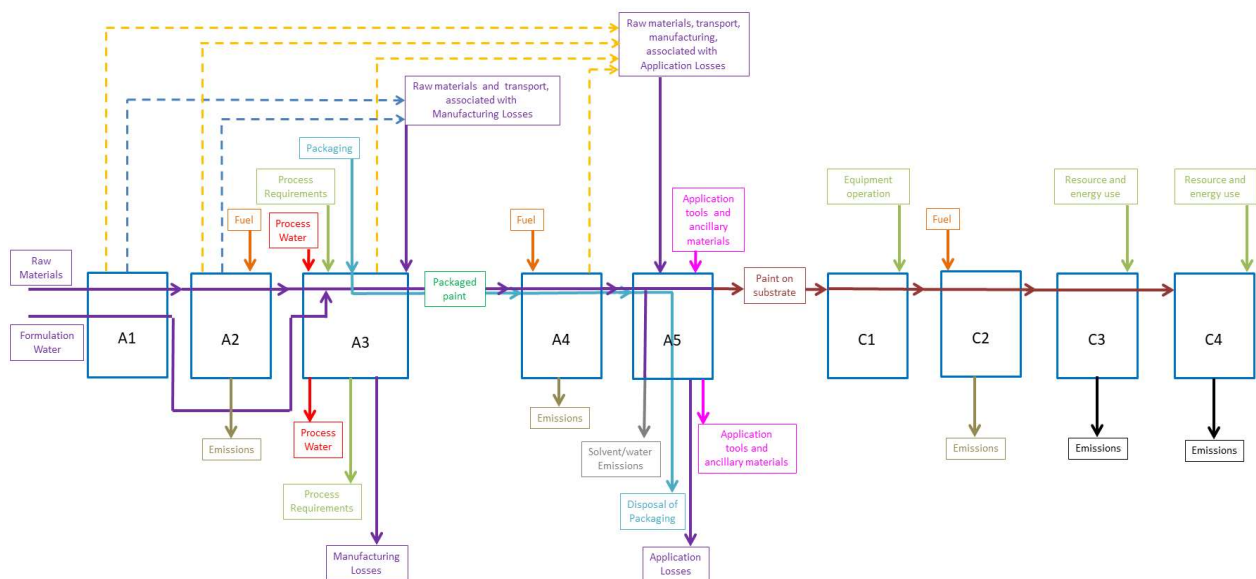 Raw materials, transport,
manufacturing,
associated with
Application Losses
Raw materials and transport,
associated with
Manufacturing Losses
Packaging
Process
Requirements
Equipment
operation
Resource and
energy use
Resource and
energy use
Fuel
Process
Water
Fuel
Application
tools and
ancillary
materials
Fuel
Raw
Materials
Packaged
paint
Paint on
substrate
Formulation
Water
A1
A2
A3
A4
A5
C1
C2
C3
C4
Emissions
Process
Water
Emissions
Solvent/water
Emissions
Application
tools and
ancillary materials
Emissions
Emissions
Emissions
Process
Requirements
Disposal of
Packaging
Manufacturing
Losses
Application
Losses